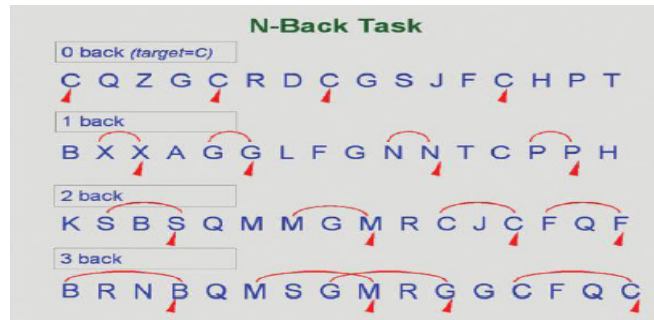 N-Back Task
0 back (target=C)
C Q Z G C R D C G S J F C H P T
1 back
B X X A G G L F G N N T C P P H
2 back
K S B S Q M M G M R C J C F Q F
3 back
B R N B Q M S G M R G G C F Q C